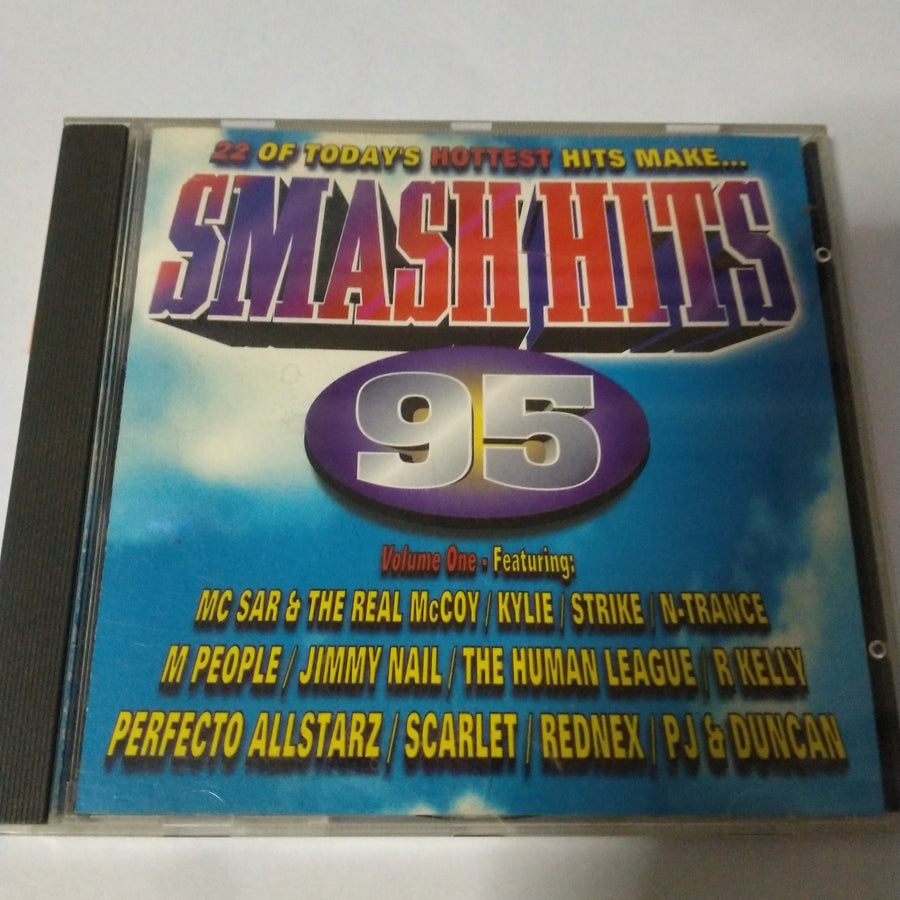 22 OF TODAY'S HOTTEST HITS MAKE...
SMASH HITS
95
Volume One - Featuring:
MC SAR & THE REAL McCOY / KYLIE / STRIKE / N-TRANCE
M PEOPLE / JIMMY NAIL / THE HUMAN LEAGUE / R KELLY
PERFECTO ALLSTARZ / SCARLET / REDNEX / PJ & DUNCAN